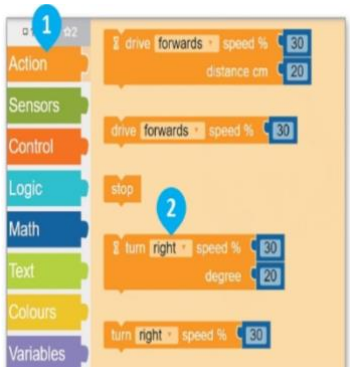 1
2
Action
Sensors
Control
Logic
Math
Text
Colours
Variables
drive forwards speed % 30
distance cm 20
drive forwards speed % 30
stop
2
turn right speed % 30
degree 20
turn right speed % 30